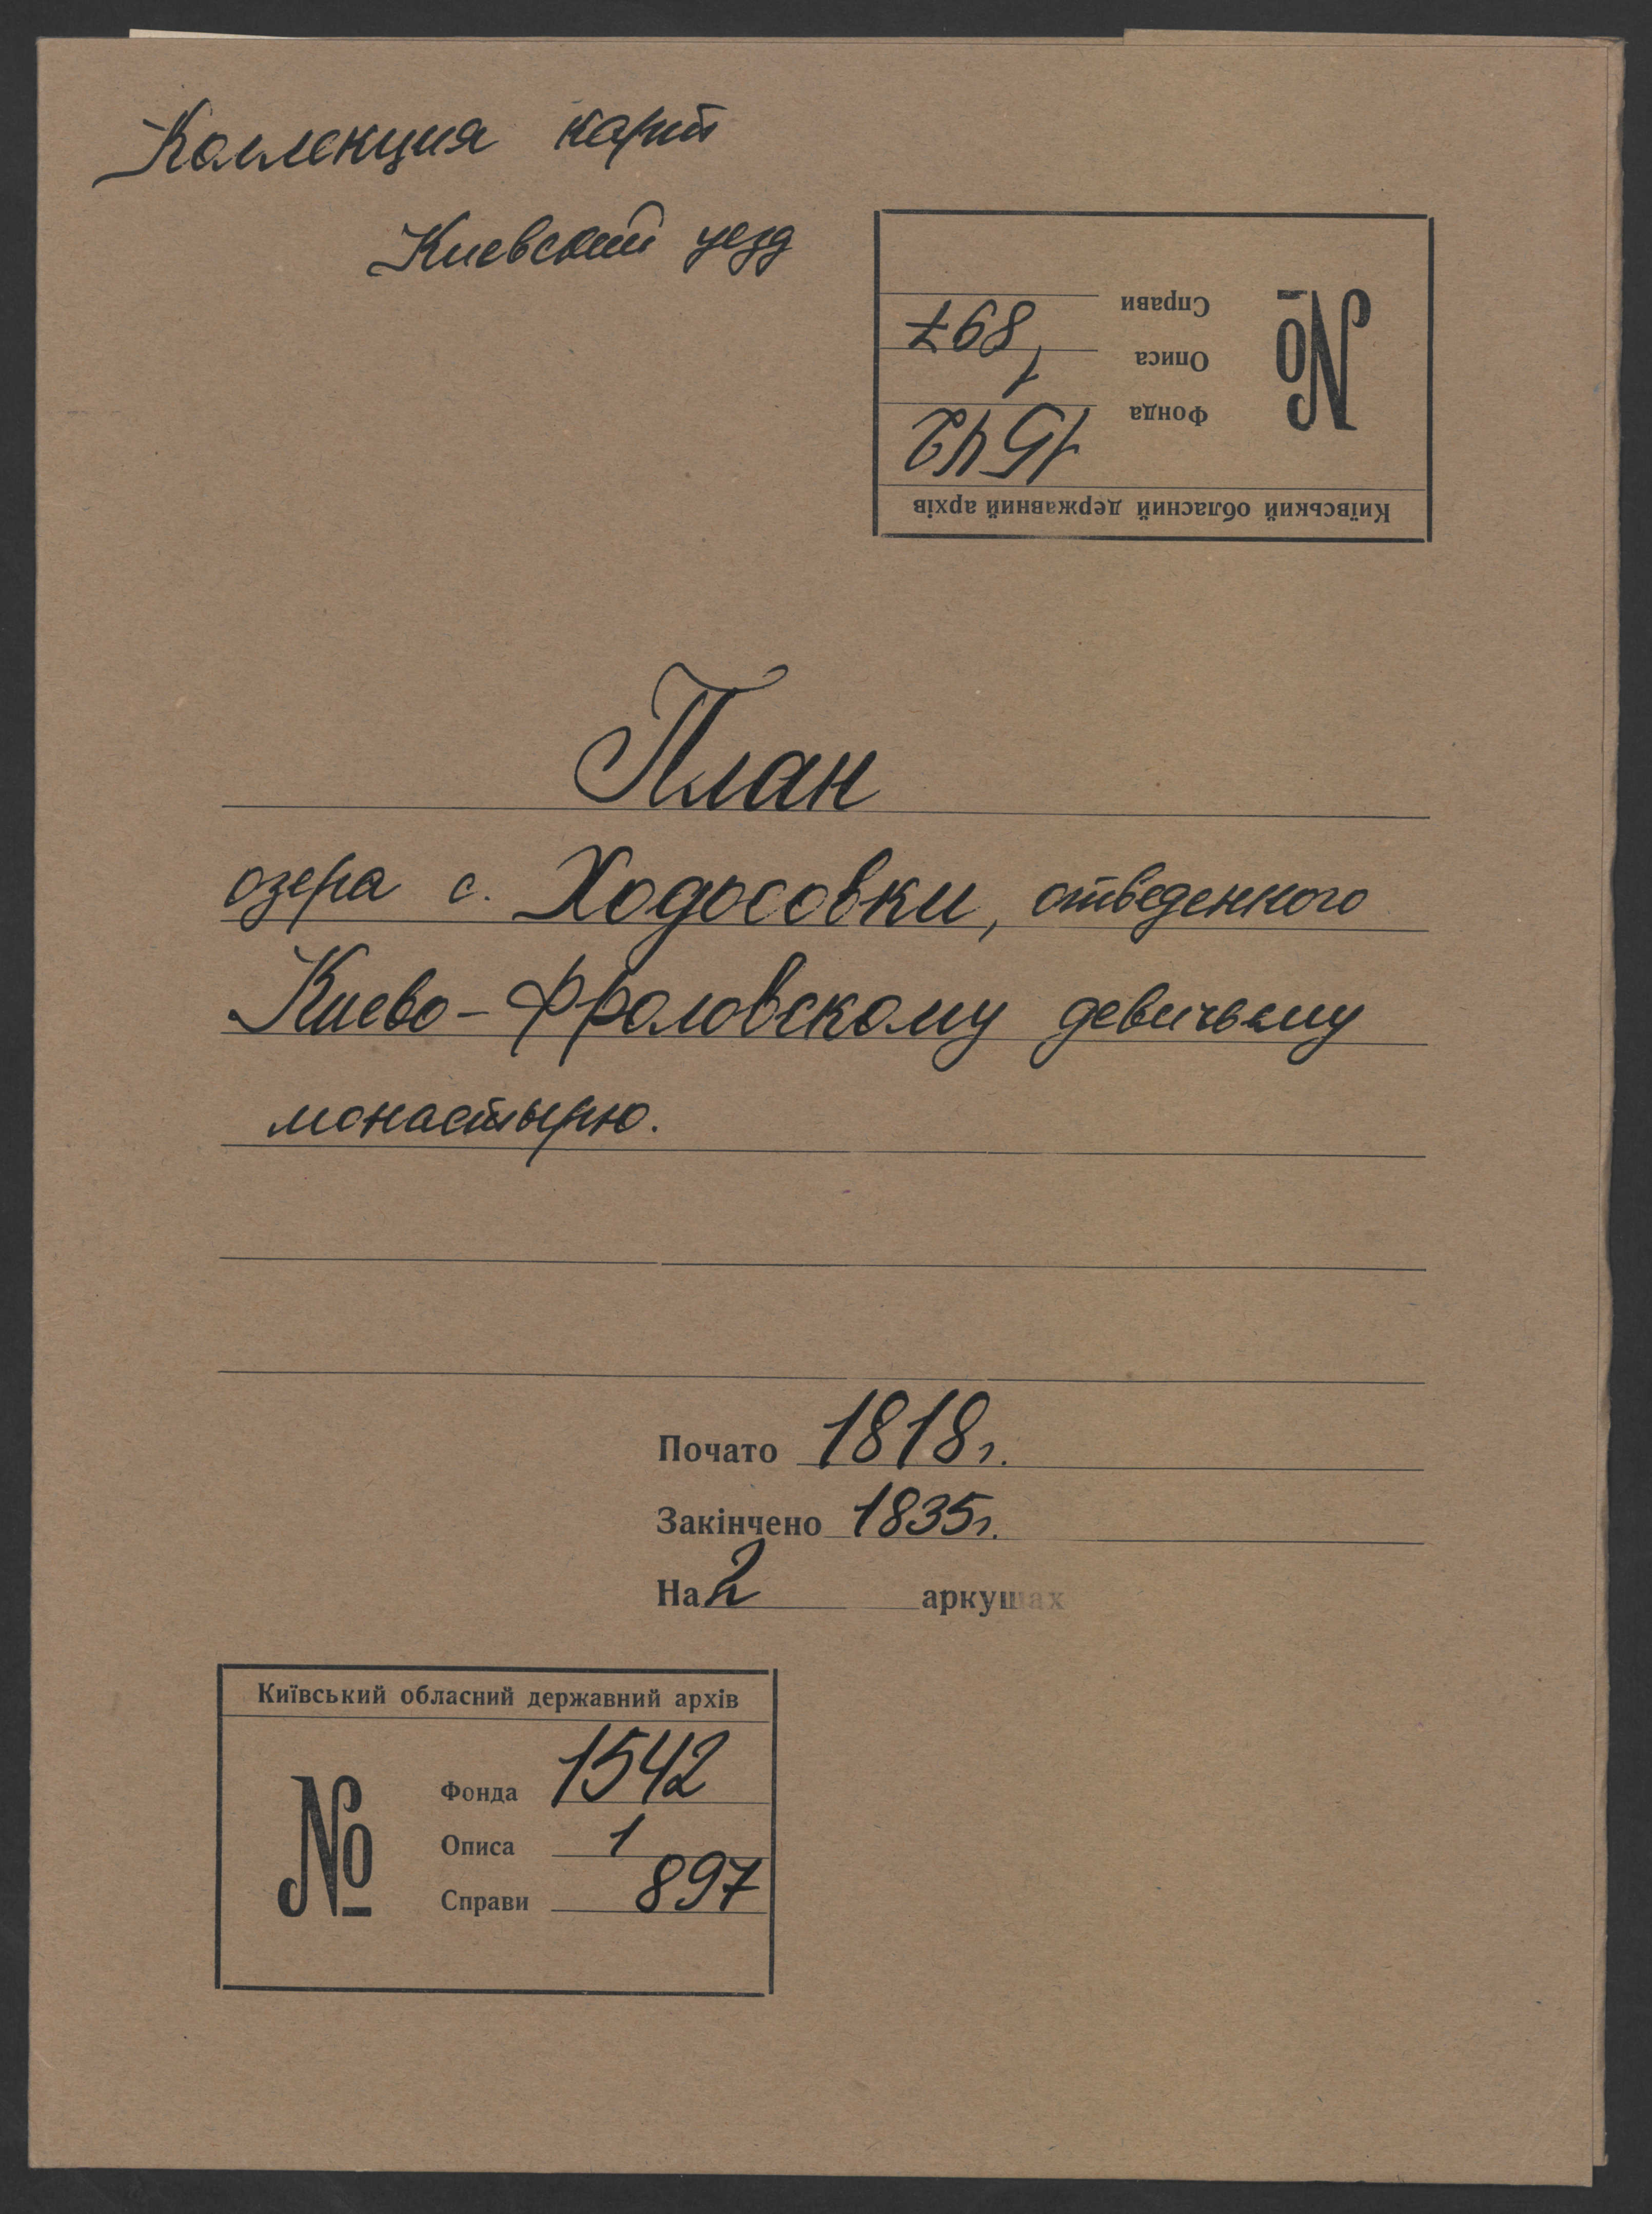 Коллекция карт
Киевский уезд
Справи 897
Описа 1
Фонда 1542
№
Київський обласний державний архів
План
озера с. Ходосовки, отведенного
Киево-Фроловскому девичьему
монастырю.
Почато 1818г.
Закінчено 1835г.
На 2 аркушах
Київський обласний державний архів
№
Фонда 1542
Описа 1
Справи 897